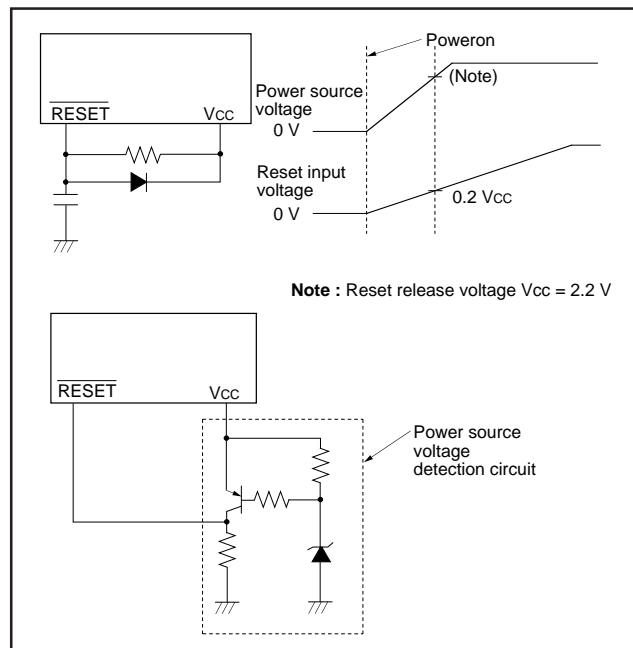 RESET
VCC
Poweron
(Note)
Power source
voltage
0 V
Reset input
voltage
0 V
0.2 VCC
Note : Reset release voltage Vcc = 2.2 V
RESET
VCC
Power source
voltage
detection circuit